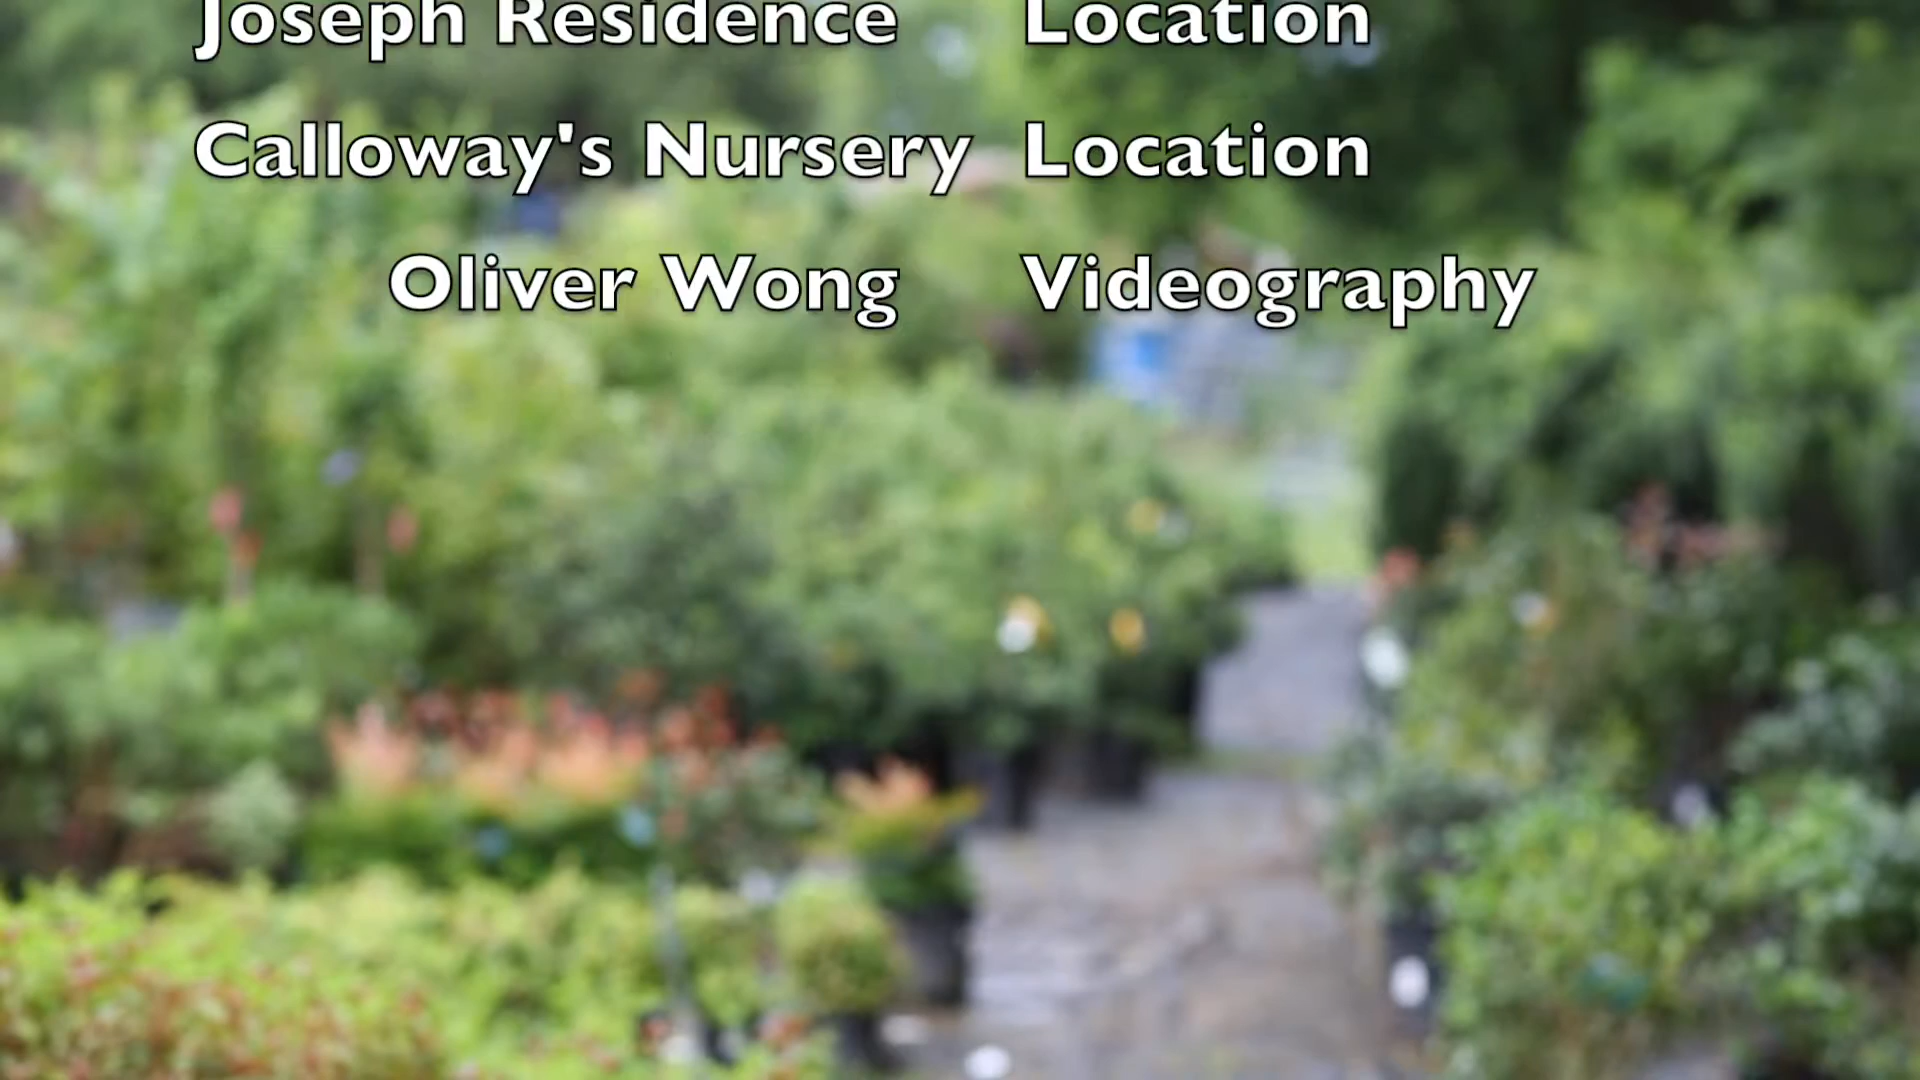 Joseph Residence Location
Calloway's Nursery Location
Oliver Wong Videography